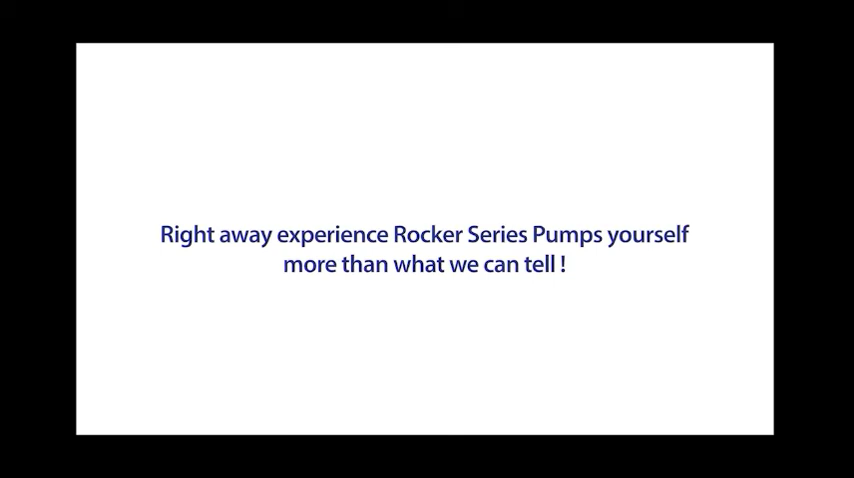 Right away experience Rocker Series Pumps yourself
more than what we can tell !